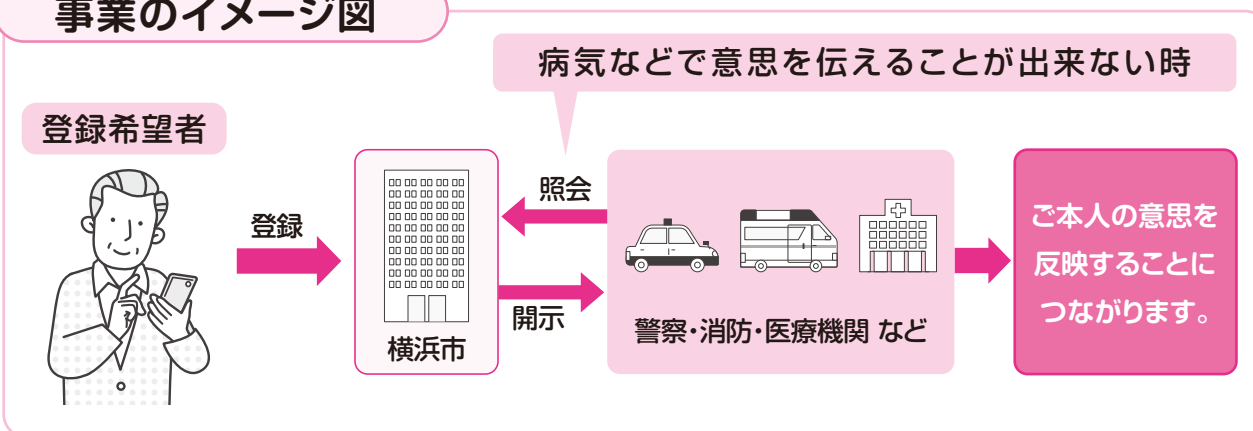 事業のイメージ図
病気などで意思を伝えることが出来ない時
登録希望者
登録
横浜市
照会
開示
警察・消防・医療機関 など
ご本人の意思を
反映することに
つながります。